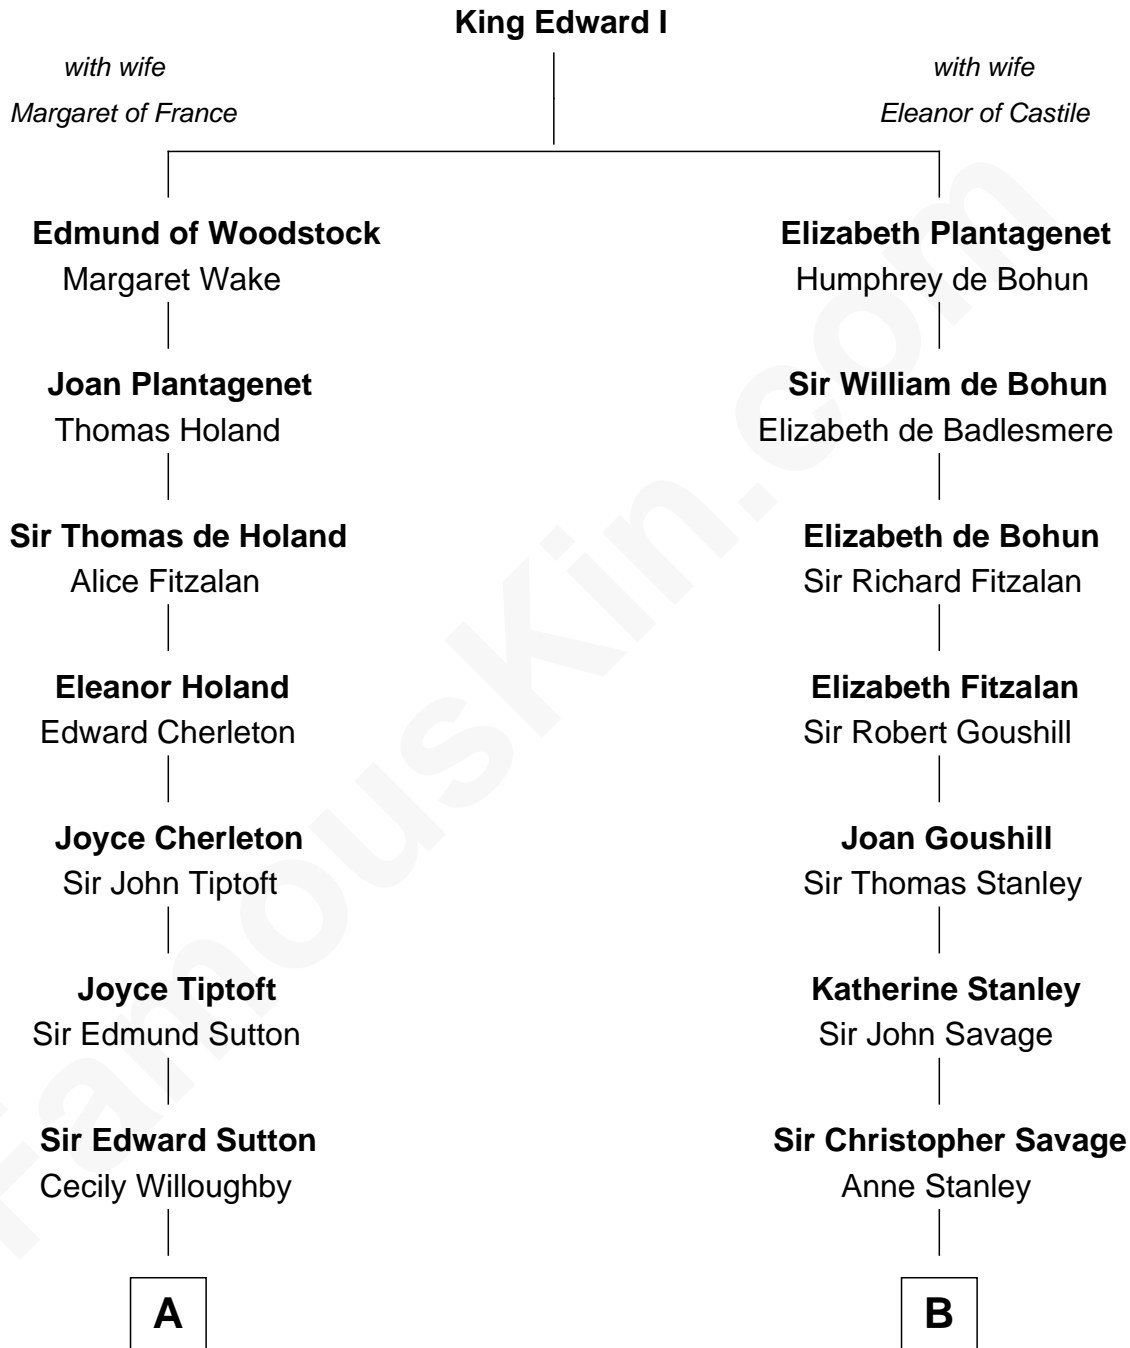 King Edward I
with wife
Margaret of France
with wife
Eleanor of Castile
Edmund of Woodstock
Margaret Wake
Elizabeth Plantagenet
Humphrey de Bohun
Joan Plantagenet
Thomas Holand
Sir William de Bohun
Elizabeth de Badlesmere
Sir Thomas de Holand
Alice Fitzalan
Elizabeth de Bohun
Sir Richard Fitzalan
Eleanor Holand
Edward Cherleton
Elizabeth Fitzalan
Sir Robert Goushill
Joyce Cherleton
Sir John Tiptoft
Joan Goushill
Sir Thomas Stanley
Joyce Tiptoft
Sir Edmund Sutton
Katherine Stanley
Sir John Savage
Sir Edward Sutton
Cecily Willoughby
Sir Christopher Savage
Anne Stanley
A
B
FamousKin.com